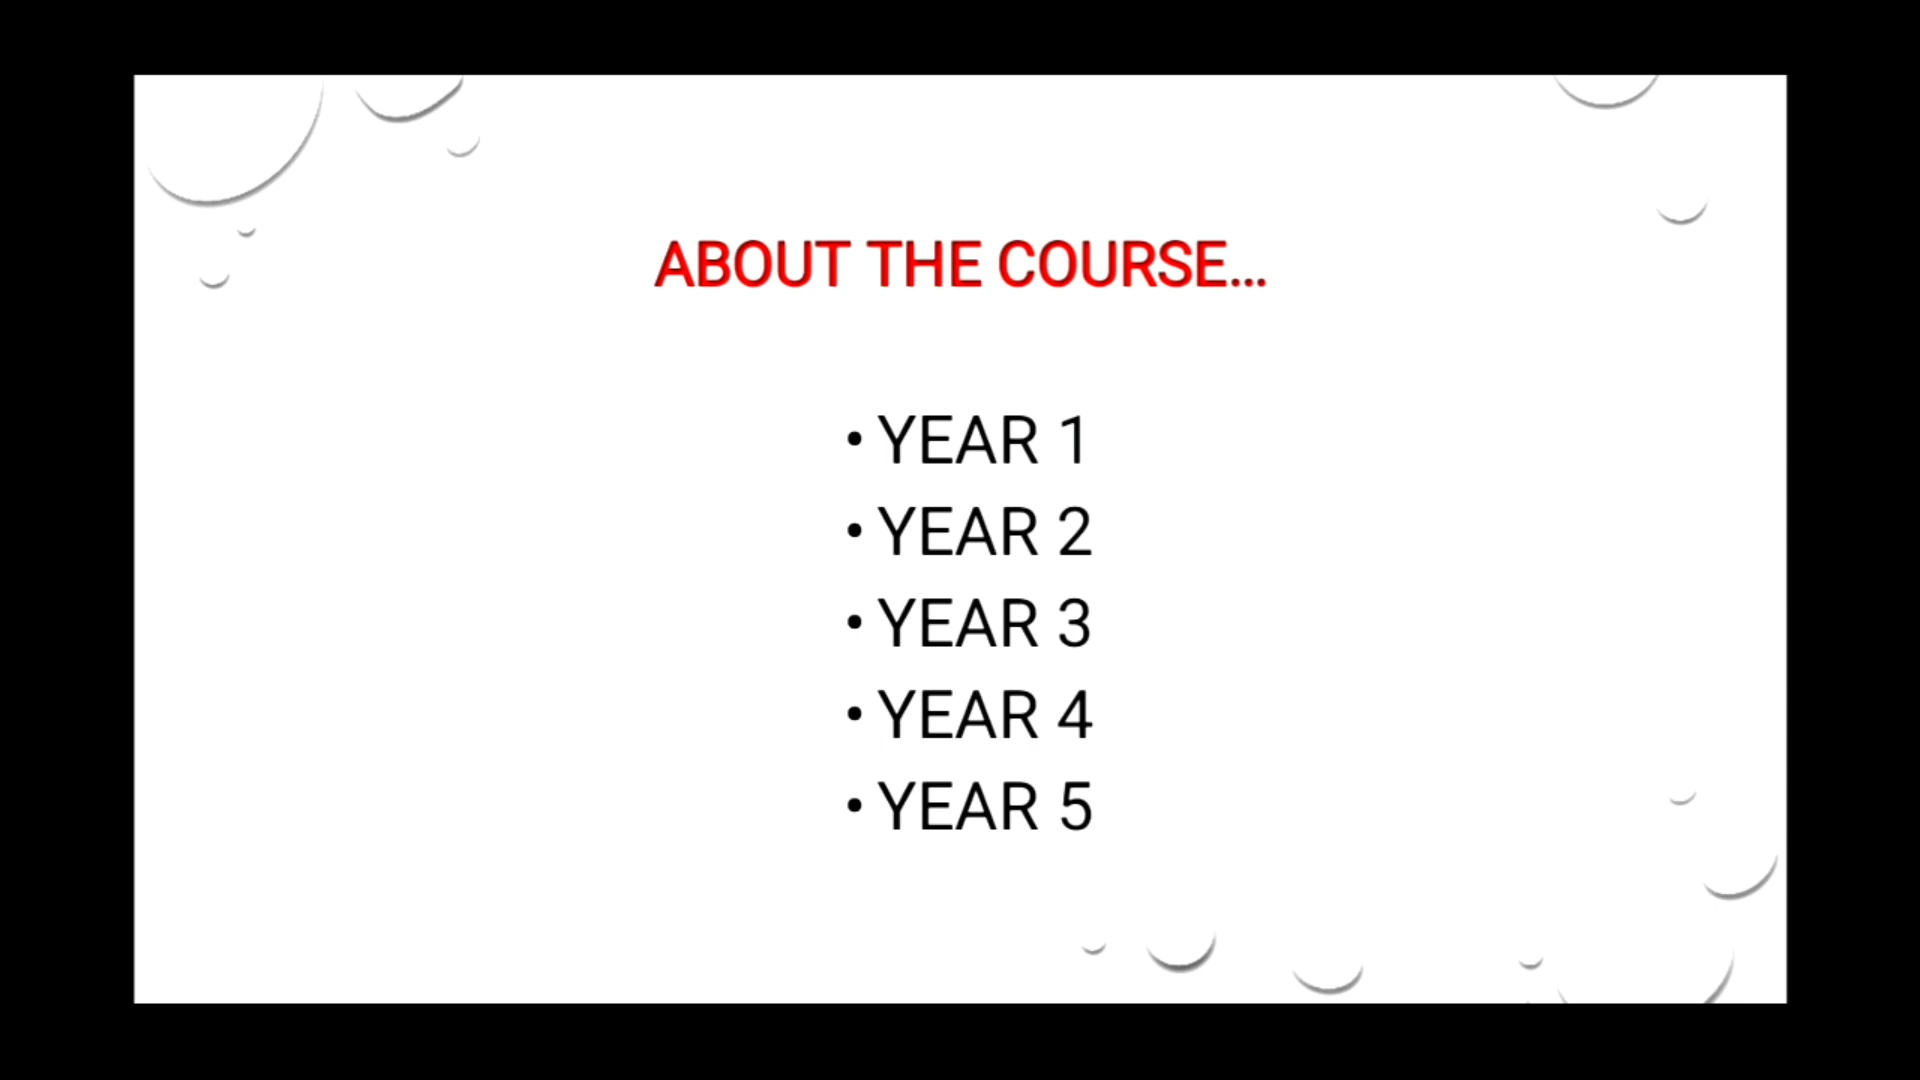 ABOUT THE COURSE...
• YEAR 1
• YEAR 2
• YEAR 3
• YEAR 4
• YEAR 5